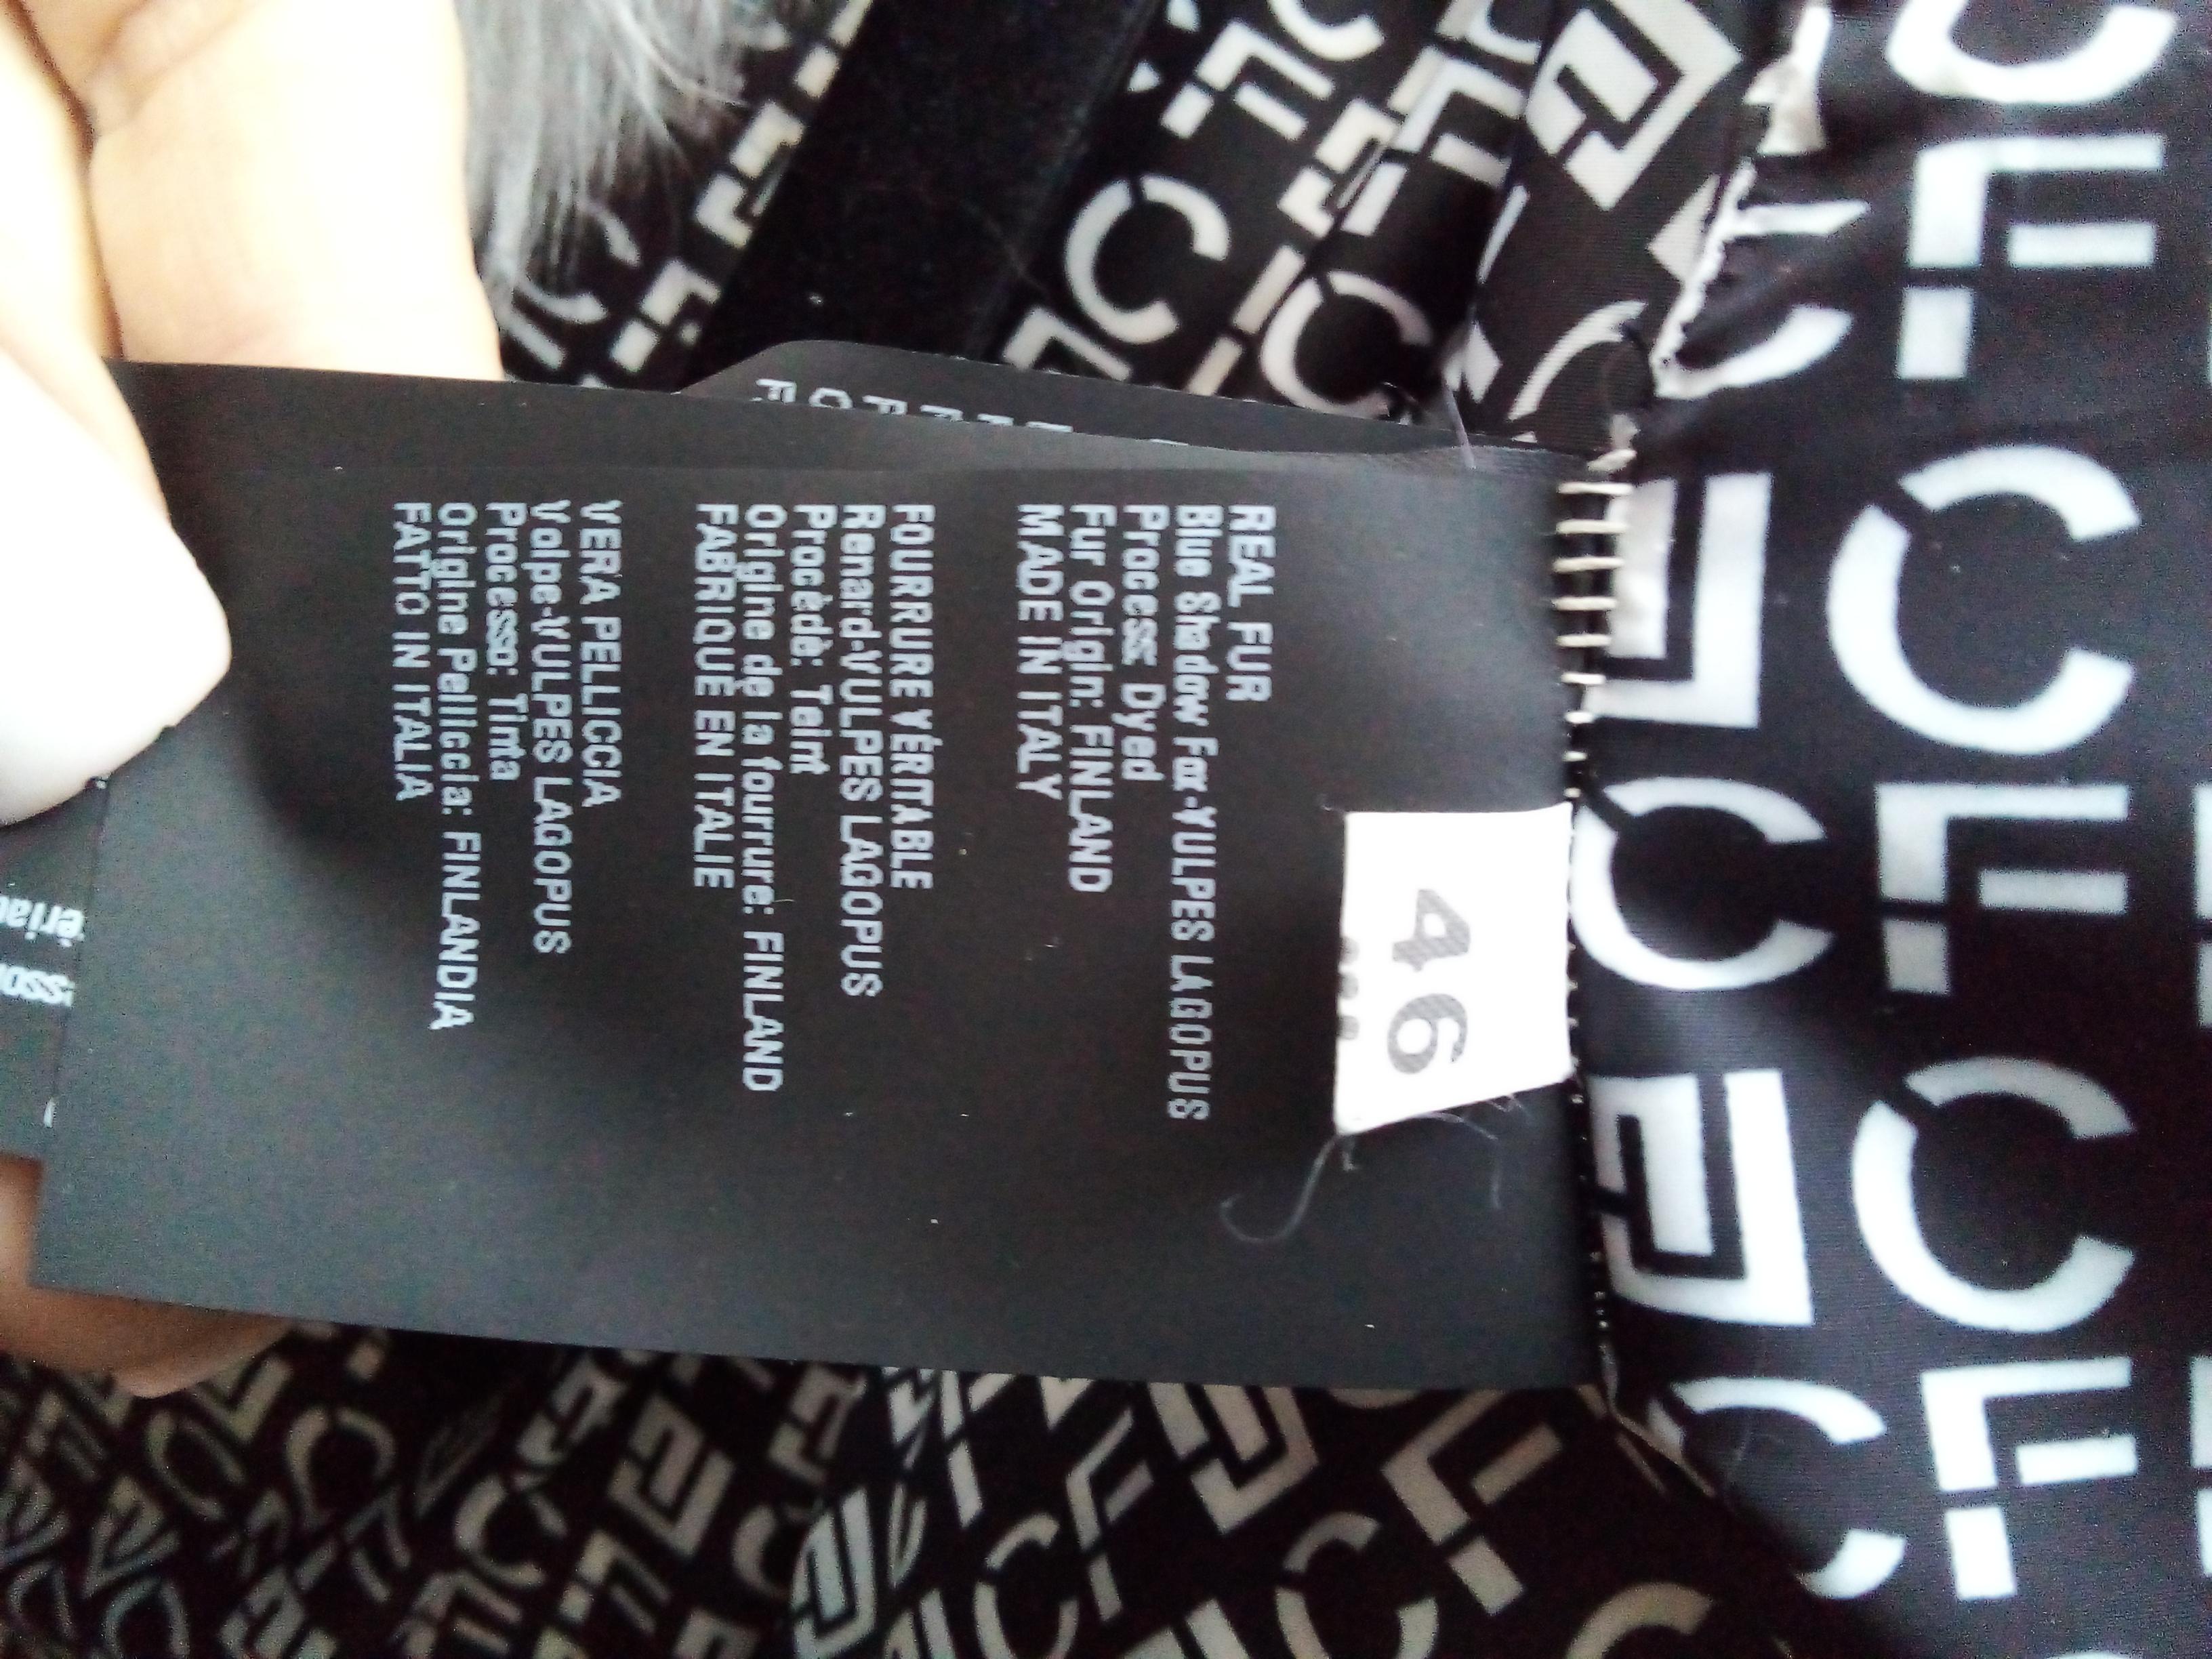 46
REAL FUR
Blue Shadow Fox-VULPES LAGOPUS
Process: Dyed
Fur Origin: FINLAND
MADE IN ITALY
FOURRURE VÉRITABLE
Renard-VULPES LAGOPUS
Procédè: Teint
Origine de la fourrure: FINLAND
FABRIQUE EN ITALIE
VERA PELLICCIA
Volpe-VULPES LAGOPUS
Processo: Tinta
Origine Pelliccia: FINLANDIA
FATTO IN ITALIA